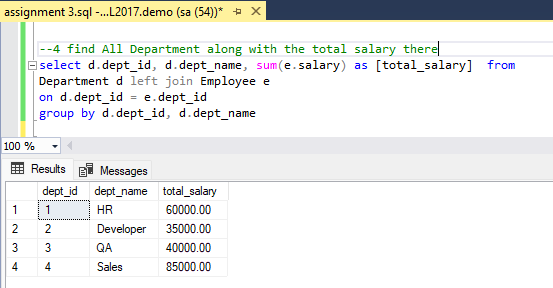 assignment 3.sql -...L2017.demo (sa (54))*
--4 find All Department along with the total salary there
select d.dept_id, d.dept_name, sum(e.salary) as [total_salary]  from
Department d left join Employee e
on d.dept_id = e.dept_id
group by d.dept_id, d.dept_name
100 %
Results Messages
dept_id dept_name total_salary
1 1 HR 60000.00
2 2 Developer 35000.00
3 3 QA 40000.00
4 4 Sales 85000.00